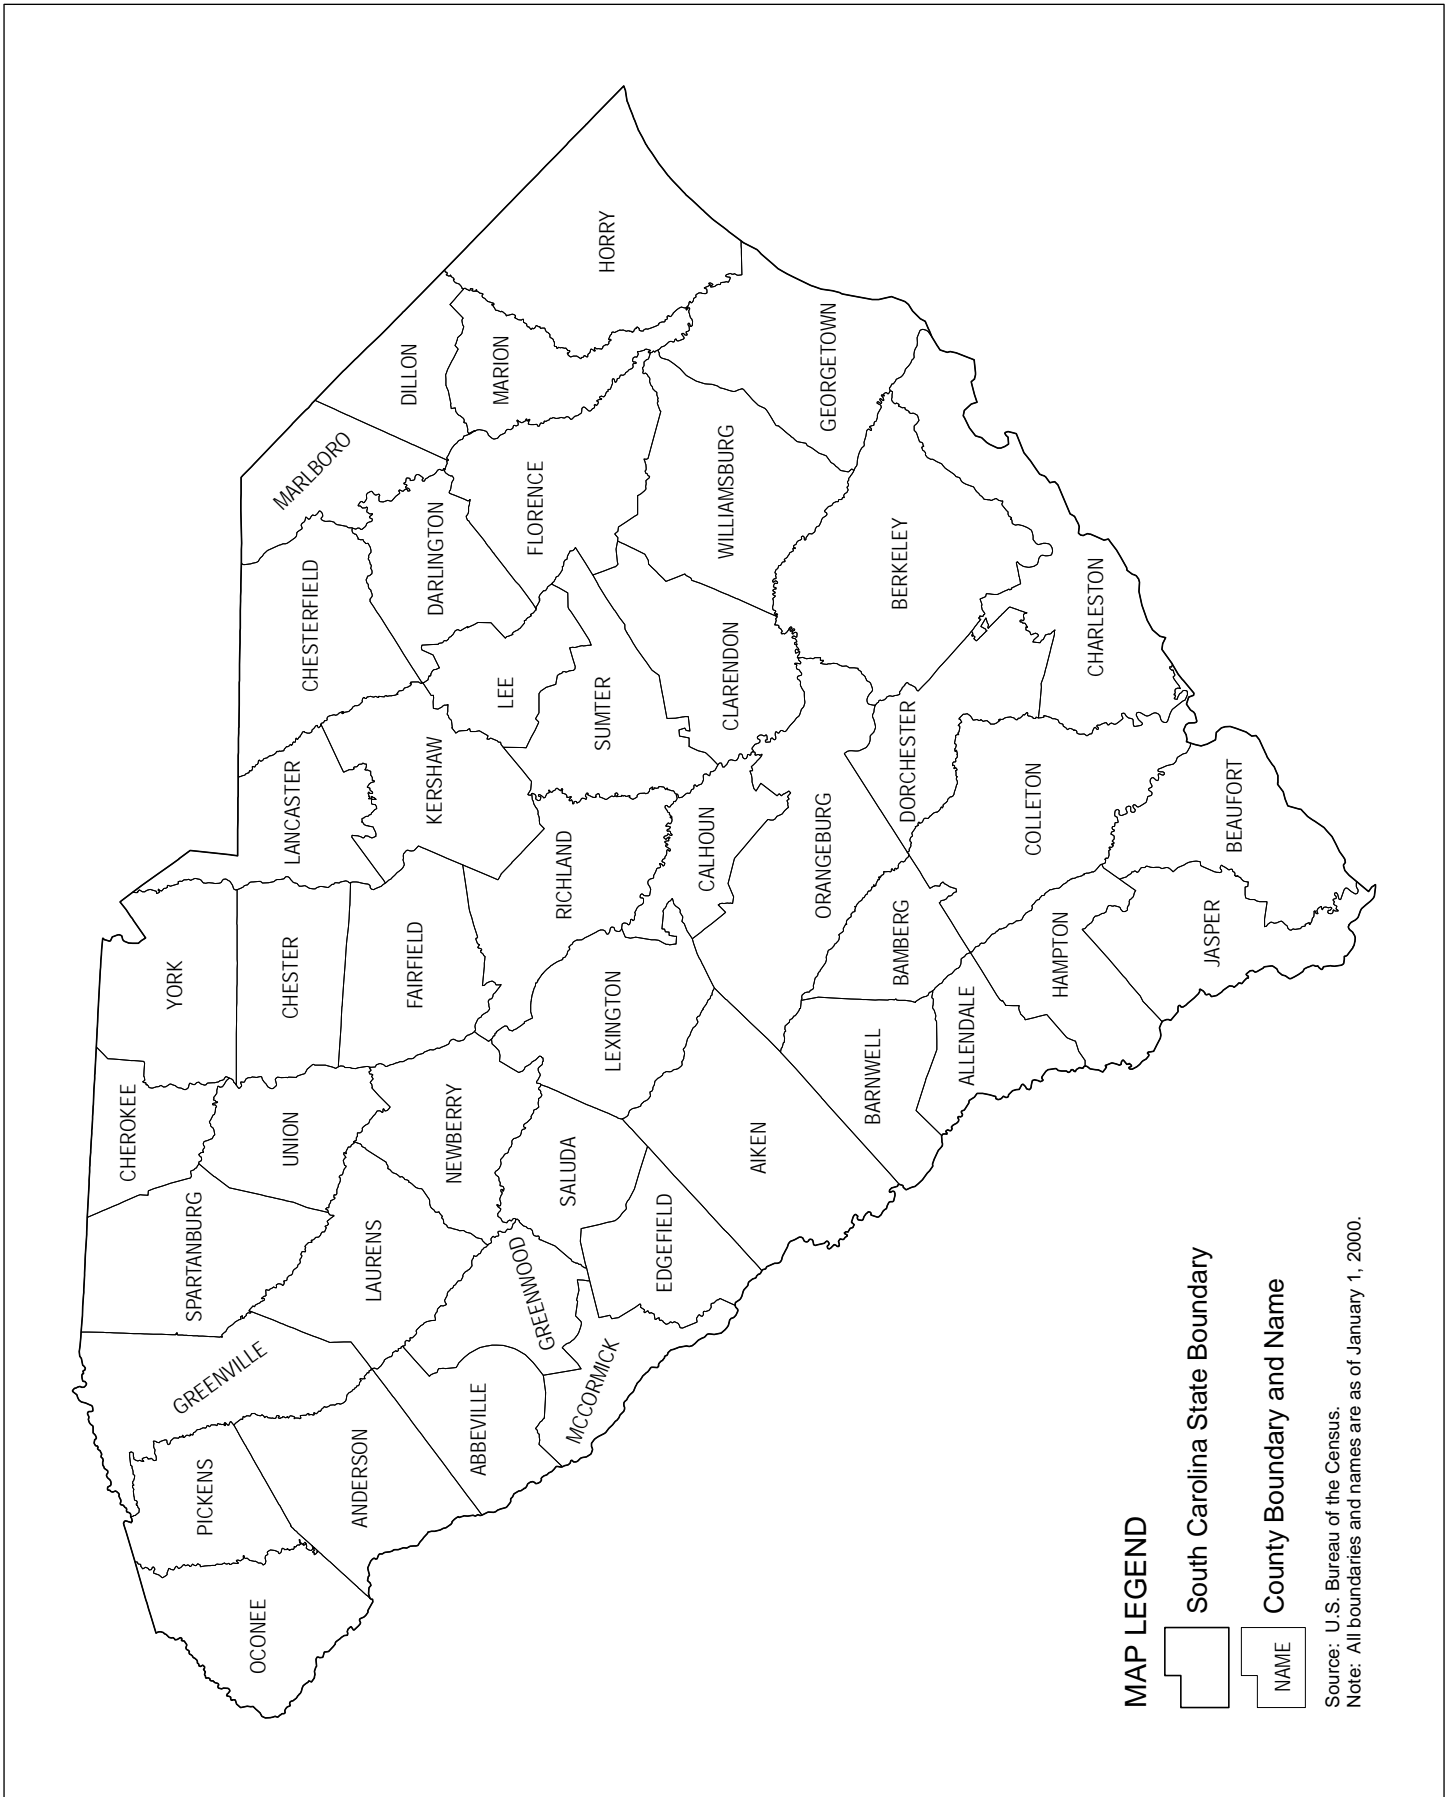 CHEROKEE
YORK
SPARTANBURG
GREENVILLE
PICKENS
OCONEE
UNION
CHESTER
LANCASTER
CHESTERFIELD
MARLBORO
DILLON
ANDERSON
LAURENS
NEWBERRY
FAIRFIELD
KERSHAW
DARLINGTON
MARION
HORRY
ABBEVILLE
GREENWOOD
SALUDA
LEXINGTON
RICHLAND
LEE
SUMTER
FLORENCE
MCCORMICK
EDGEFIELD
AIKEN
CALHOUN
CLARENDON
WILLIAMSBURG
GEORGETOWN
ORANGEBURG
BARNWELL
BAMBERG
DORCHESTER
BERKELEY
ALLENDALE
HAMPTON
COLLETON
CHARLESTON
JASPER
BEAUFORT
MAP LEGEND
South Carolina State Boundary
NAME County Boundary and Name
Source: U.S. Bureau of the Census.
Note: All boundaries and names are as of January 1, 2000.